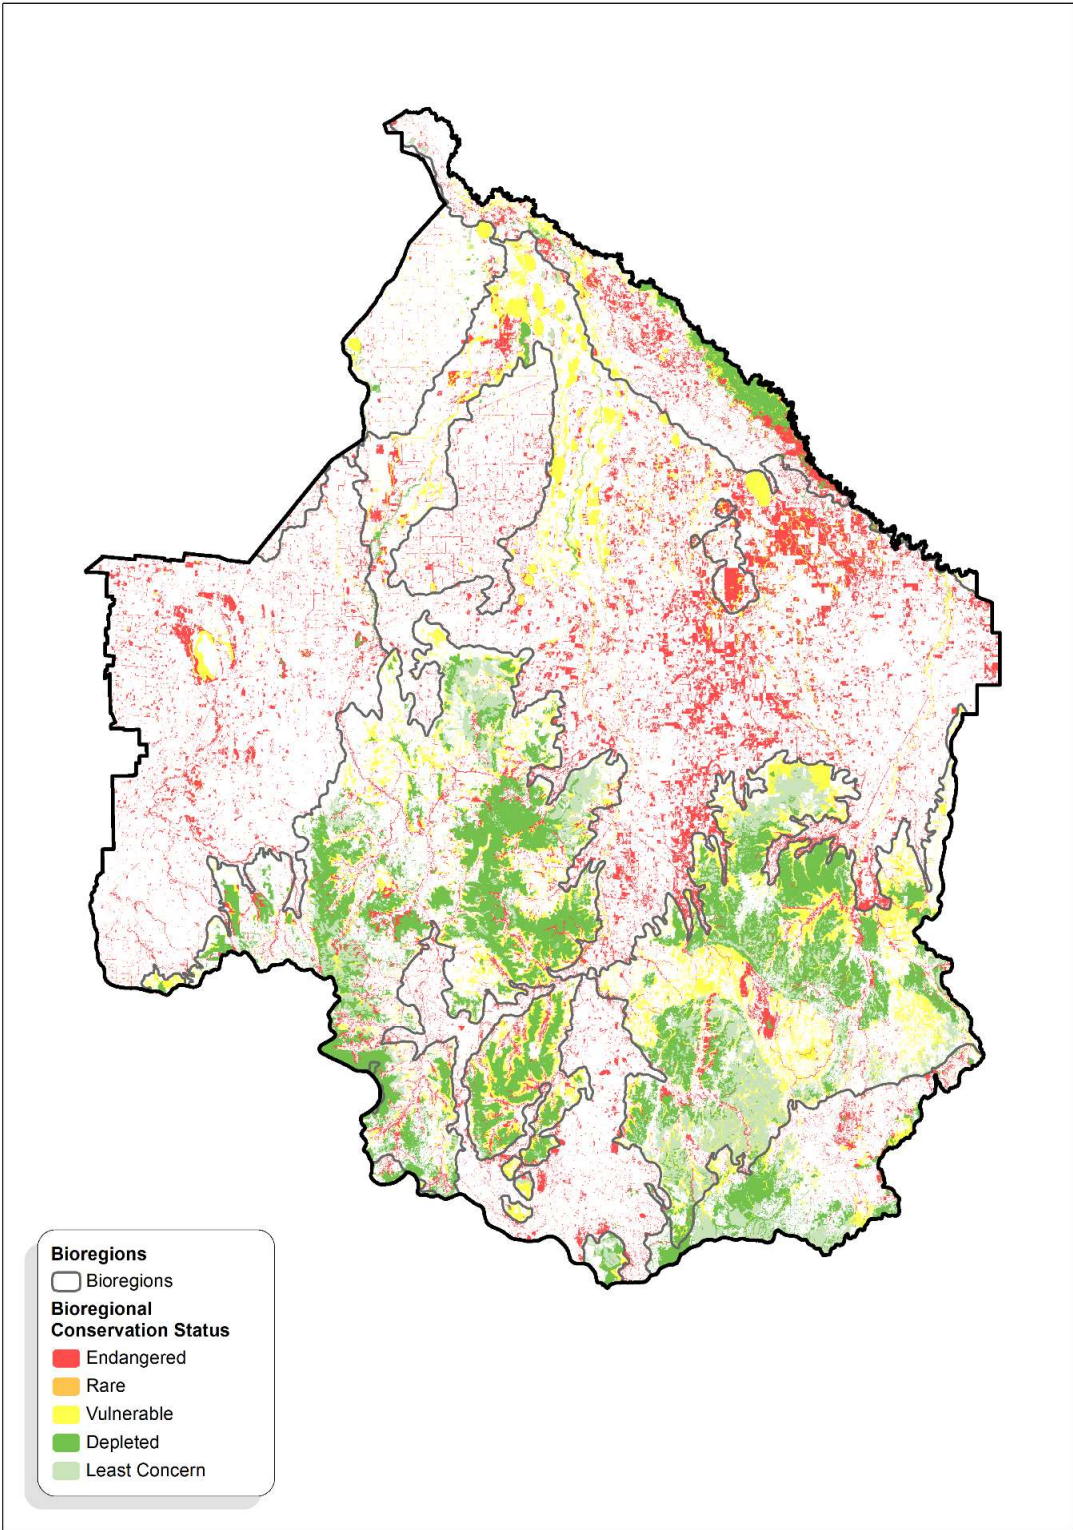 Bioregions
Bioregions
Bioregional
Conservation Status
Endangered
Rare
Vulnerable
Depleted
Least Concern